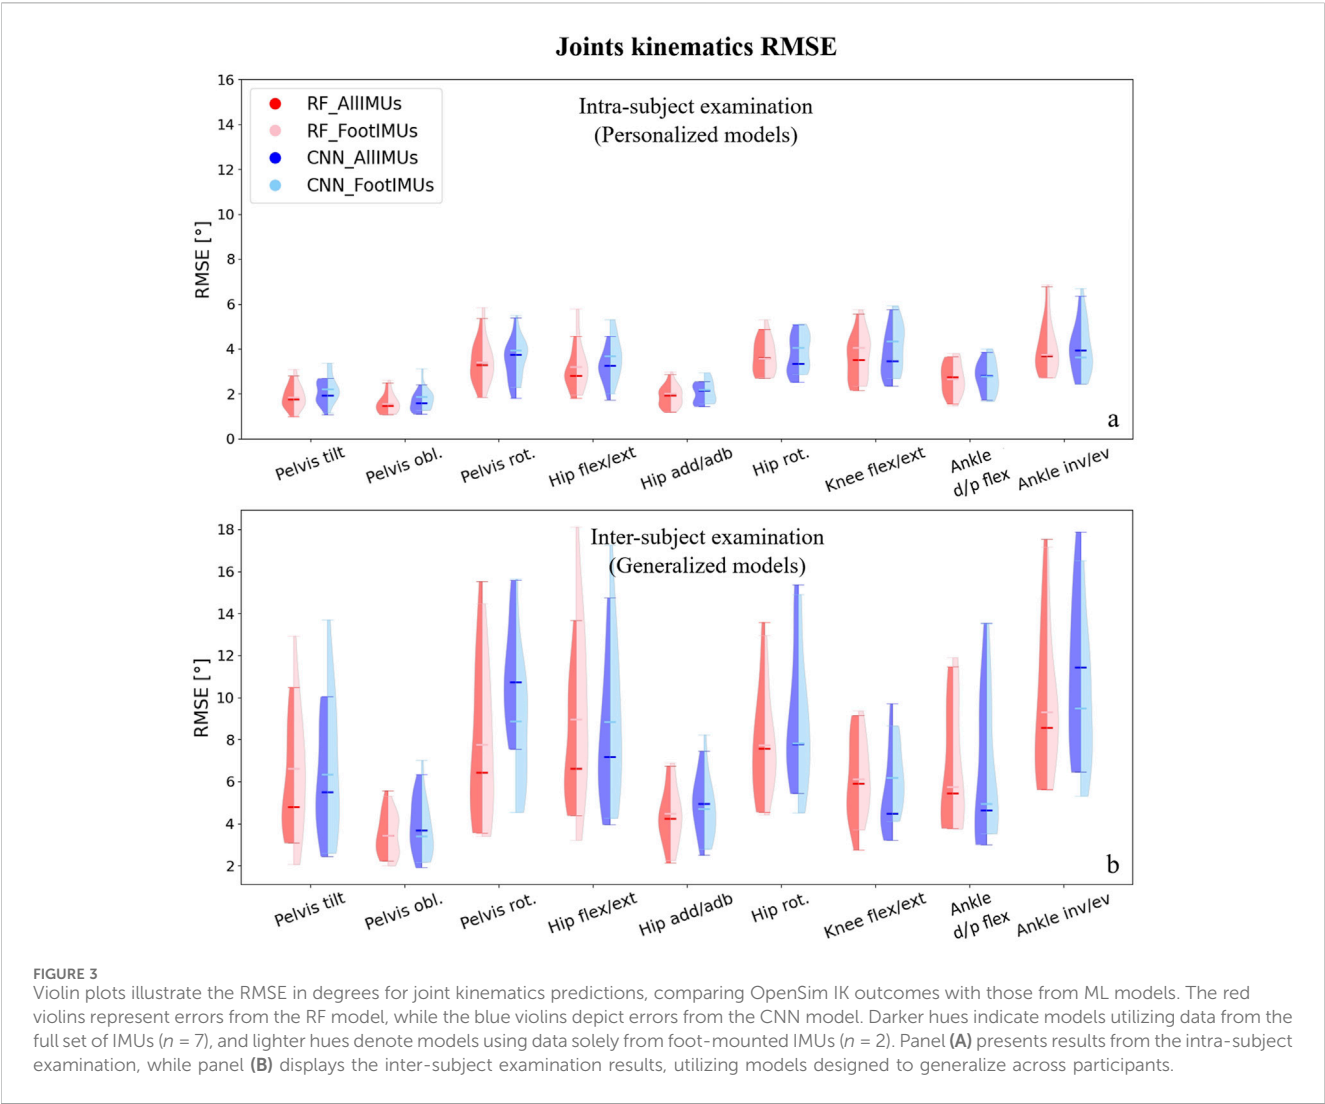 Joints kinematics RMSE
16
14
12
10
8
6
4
2
0
RMSE [°]
RF_AllIMUs
RF_FootIMUs
CNN_AllIMUs
CNN_FootIMUs
Intra-subject examination
(Personalized models)
a
Pelvis tilt
Pelvis obl.
Pelvis rot.
Hip flex/ext
Hip add/adb
Hip rot.
Knee flex/ext
Ankle
d/p flex
Ankle inv/ev
18
16
14
12
10
8
6
4
2
RMSE [°]
Inter-subject examination
(Generalized models)
b
Pelvis tilt
Pelvis obl.
Pelvis rot.
Hip flex/ext
Hip add/adb
Hip rot.
Knee flex/ext
Ankle
d/p flex
Ankle inv/ev
FIGURE 3
Violin plots illustrate the RMSE in degrees for joint kinematics predictions, comparing OpenSim IK outcomes with those from ML models. The red
violins represent errors from the RF model, while the blue violins depict errors from the CNN model. Darker hues indicate models utilizing data from the
full set of IMUs (n = 7), and lighter hues denote models using data solely from foot-mounted IMUs (n = 2). Panel (A) presents results from the intra-subject
examination, while panel (B) displays the inter-subject examination results, utilizing models designed to generalize across participants.